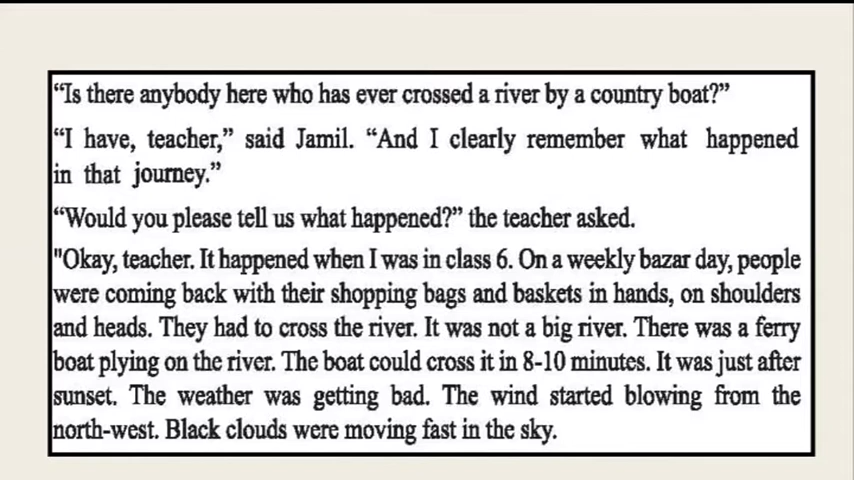 “Is there anybody here who has ever crossed a river by a country boat?”
“I have, teacher,” said Jamil. “And I clearly remember what happened
in that journey.”
“Would you please tell us what happened?” the teacher asked.
"Okay, teacher. It happened when I was in class 6. On a weekly bazar day, people
were coming back with their shopping bags and baskets in hands, on shoulders
and heads. They had to cross the river. It was not a big river. There was a ferry
boat plying on the river. The boat could cross it in 8-10 minutes. It was just after
sunset. The weather was getting bad. The wind started blowing from the
north-west. Black clouds were moving fast in the sky.